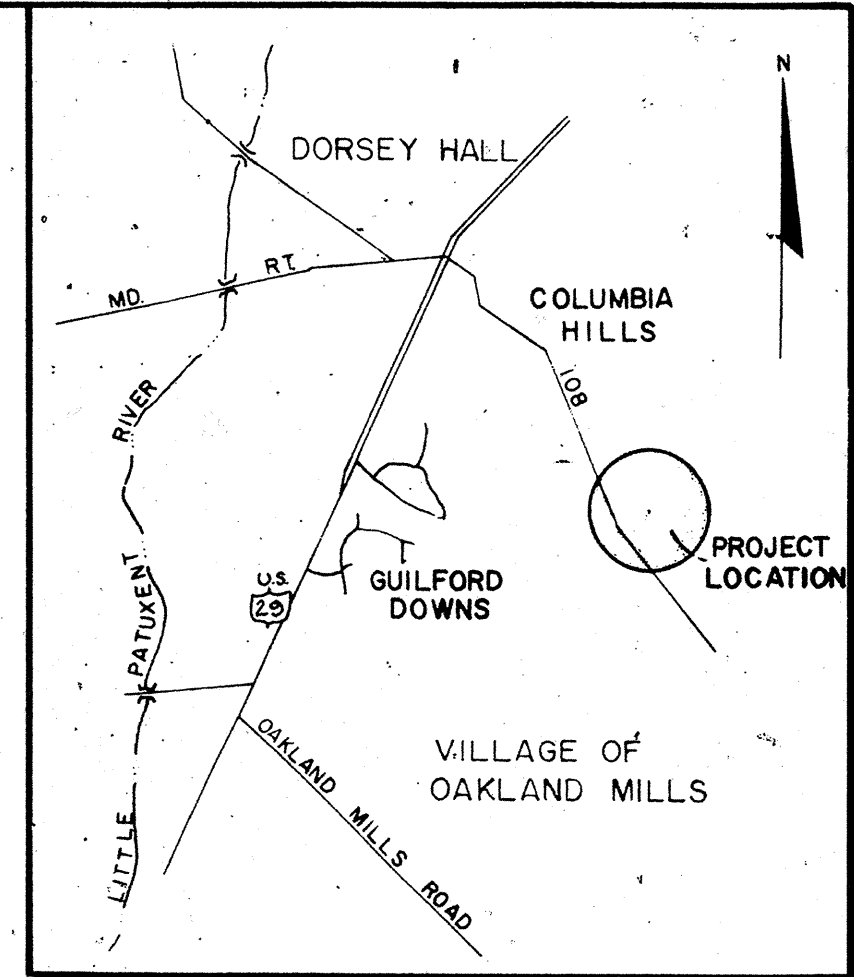 N
DORSEY HALL
MD. RT.
COLUMBIA
HILLS
108
RIVER
PROJECT
LOCATION
PATUXENT
U.S.
29
GUILFORD
DOWNS
VILLAGE OF
OAKLAND MILLS
OAKLAND MILLS ROAD
LITTLE